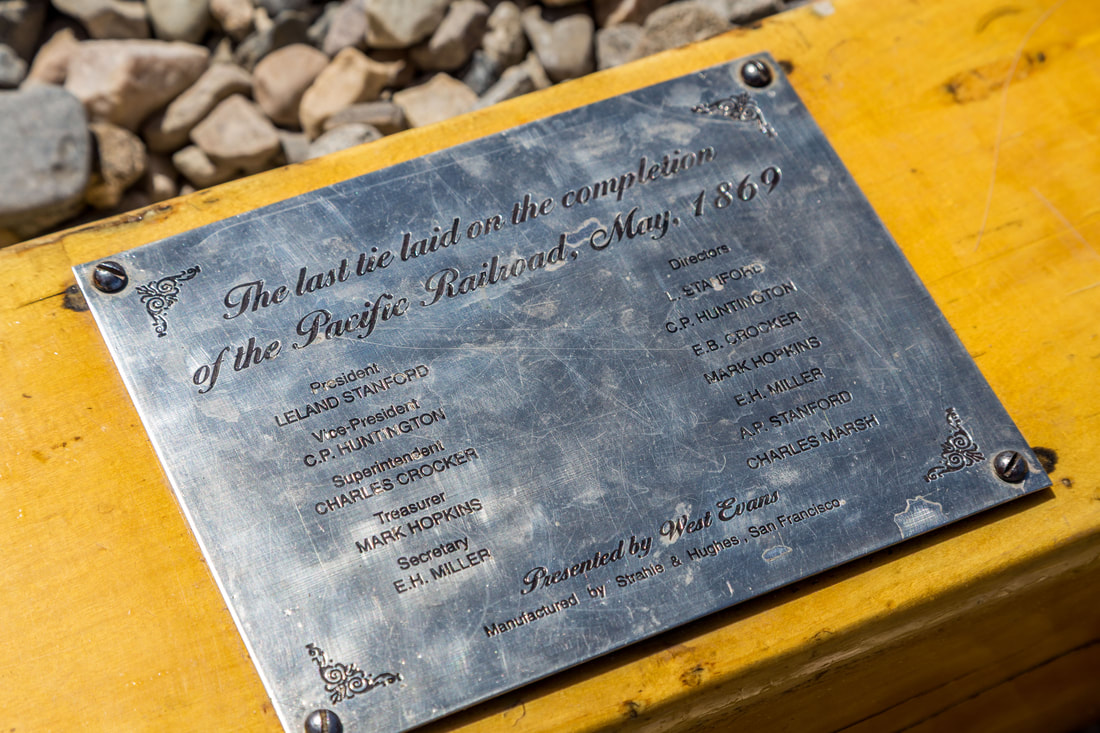 The last tie laid on the completion
of the Pacific Railroad, May, 1869
President
LELAND STANFORD
Vice-President
C.P. HUNTINGTON
Superintendent
CHARLES CROCKER
Treasurer
MARK HOPKINS
Secretary
E.H. MILLER
Directors
L. STANFORD
C.P. HUNTINGTON
E.B. CROCKER
MARK HOPKINS
E.H. MILLER
A.P. STANFORD
CHARLES MARSH
Presented by West Evans
Manufactured by Strahle & Hughes, San Francisco